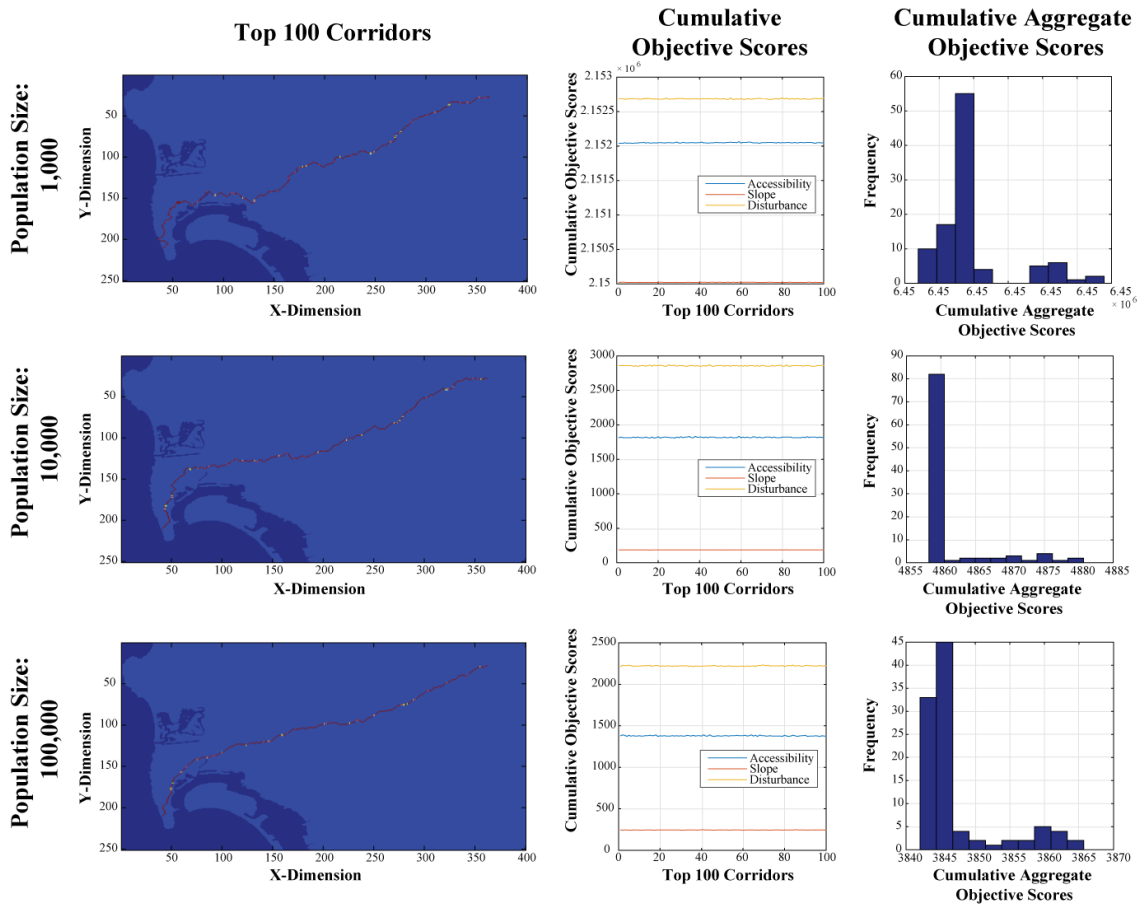 Top 100 Corridors
Cumulative
Objective Scores
Cumulative Aggregate
Objective Scores
Population Size:
1,000
Y-Dimension
50
100
150
200
250
50 100 150 200 250 300 350 400
X-Dimension
Cumulative Objective Scores
× 10⁶
2.153
2.1525
2.152
2.1515
2.151
2.1505
2.15
Accessibility
Slope
Disturbance
0 20 40 60 80 100
Top 100 Corridors
Frequency
60
50
40
30
20
10
0
6.45 6.45 6.45 6.45 6.45 6.45
× 10⁶
Cumulative Aggregate
Objective Scores
Population Size:
10,000
Y-Dimension
50
100
150
200
250
50 100 150 200 250 300 350 400
X-Dimension
Cumulative Objective Scores
3000
2500
2000
1500
1000
500
0
Accessibility
Slope
Disturbance
0 20 40 60 80 100
Top 100 Corridors
Frequency
90
80
70
60
50
40
30
20
10
0
4855 4860 4865 4870 4875 4880 4885
Cumulative Aggregate
Objective Scores
Population Size:
100,000
Y-Dimension
50
100
150
200
250
50 100 150 200 250 300 350 400
X-Dimension
Cumulative Objective Scores
2500
2000
1500
1000
500
0
Accessibility
Slope
Disturbance
0 20 40 60 80 100
Top 100 Corridors
Frequency
45
40
35
30
25
20
15
10
5
0
3840 3845 3850 3855 3860 3865 3870
Cumulative Aggregate
Objective Scores